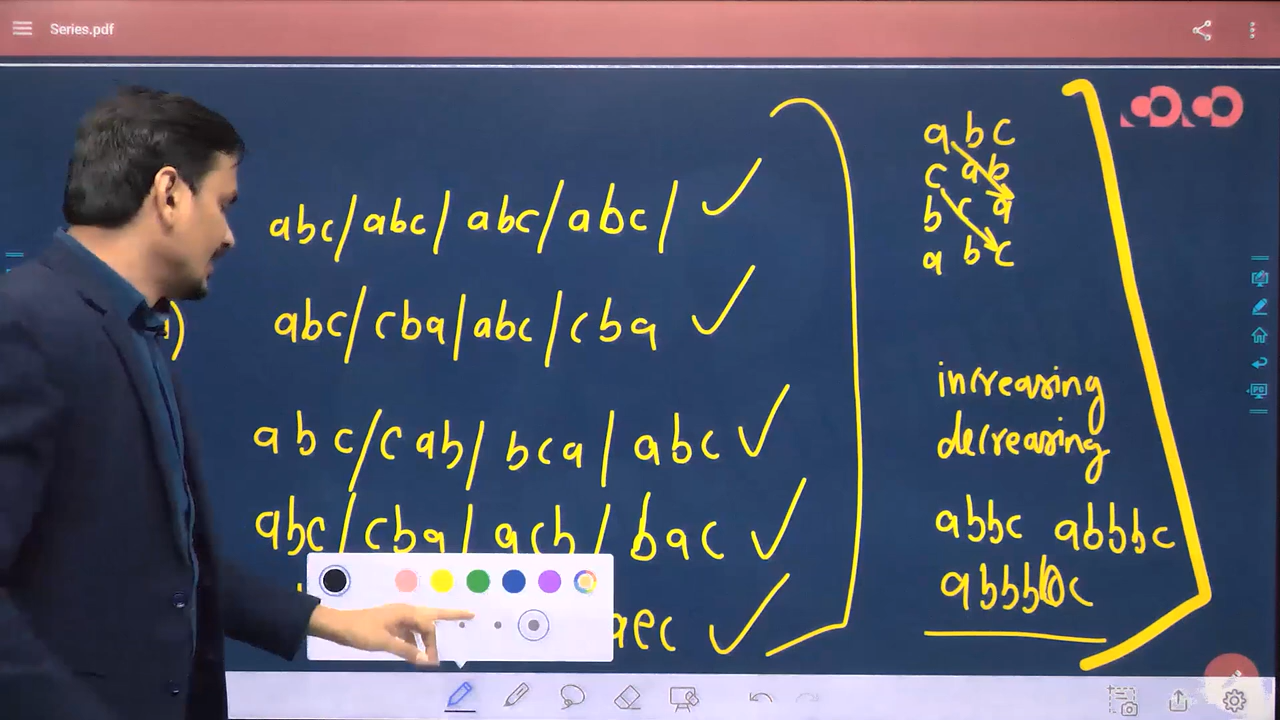 Series.pdf
abc/abc/abc/abc/
abc/cba/abc/cba
abc/cab/bca/abc
abc/cba/acb/bac
aec
abc
cab
bca
abc
increasing
decreasing
abbc abbbc
abbbbc